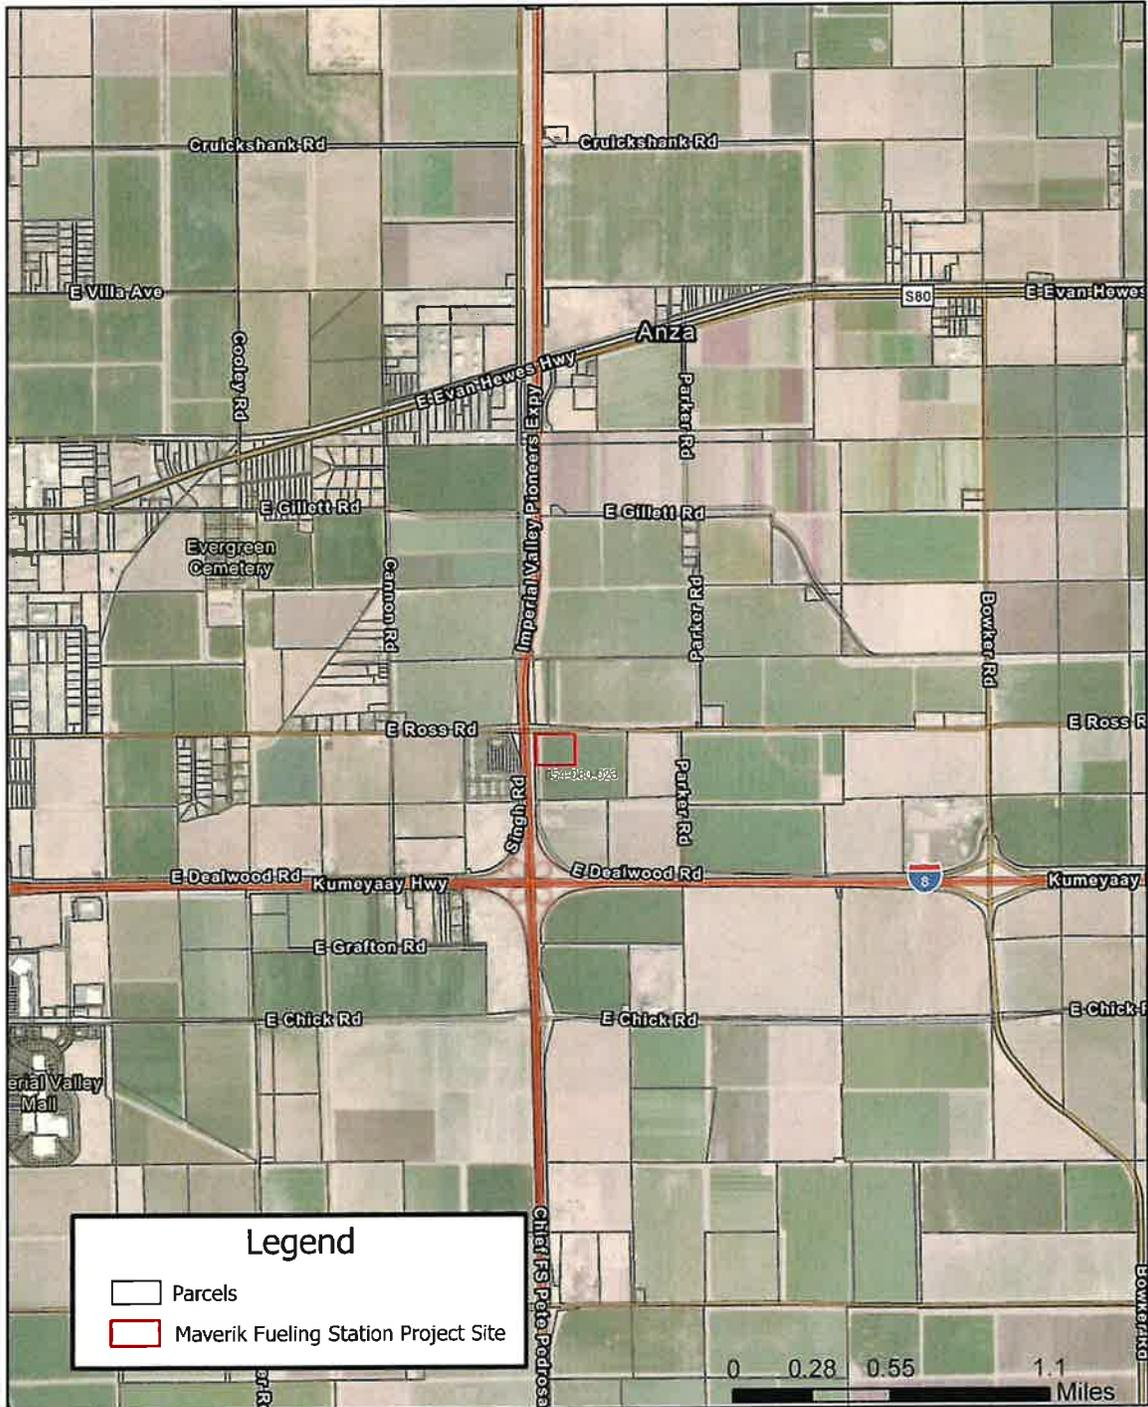 Cruickshank Rd
Cruickshank Rd
E Villa Ave
S80
E Evan Hewes
Anza
Cooley Rd
E Evan Hewes Hwy
Parker Rd
Imperial Valley Pioneers Expy
E Gillett Rd
E Gillett Rd
Evergreen
Cemetery
Cannon Rd
Parker Rd
Bowker Rd
E Ross Rd
E Ross R
Singh Rd
Parker Rd
E Dealwood Rd
Kumeyaay Hwy
E Dealwood Rd
8
Kumeyaay
E Grafton Rd
E Chick Rd
E Chick Rd
E Chick R
erial Valley
Mall
Legend
Parcels
Maverik Fueling Station Project Site
Chief FS Pete Pedrosa
Bowker Rd
er R
0 0.28 0.55 1.1
Miles